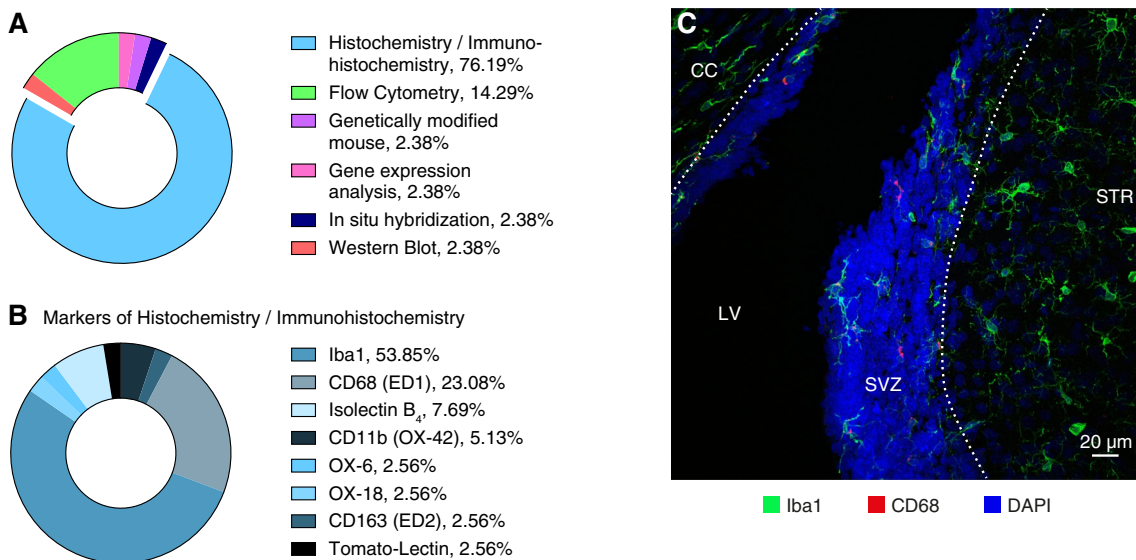 A
Histochemistry / Immuno-
histochemistry, 76.19%
Flow Cytometry, 14.29%
Genetically modified
mouse, 2.38%
Gene expression
analysis, 2.38%
In situ hybridization, 2.38%
Western Blot, 2.38%
B Markers of Histochemistry / Immunohistochemistry
Iba1, 53.85%
CD68 (ED1), 23.08%
Isolectin B4, 7.69%
CD11b (OX-42), 5.13%
OX-6, 2.56%
OX-18, 2.56%
CD163 (ED2), 2.56%
Tomato-Lectin, 2.56%
C
CC
STR
LV
SVZ
20 µm
Iba1 CD68 DAPI